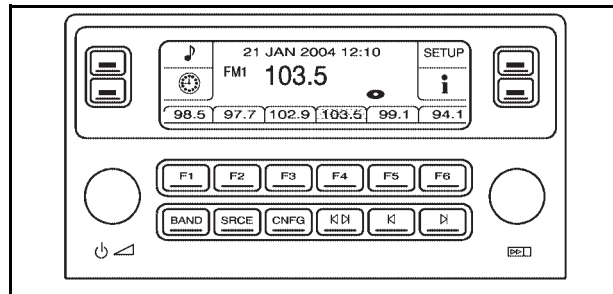 21 JAN 2004 12:10 SETUP
FM1 103.5 i
98.5 97.7 102.9 103.5 99.1 94.1
F1 F2 F3 F4 F5 F6
BAND SRCE CNFG